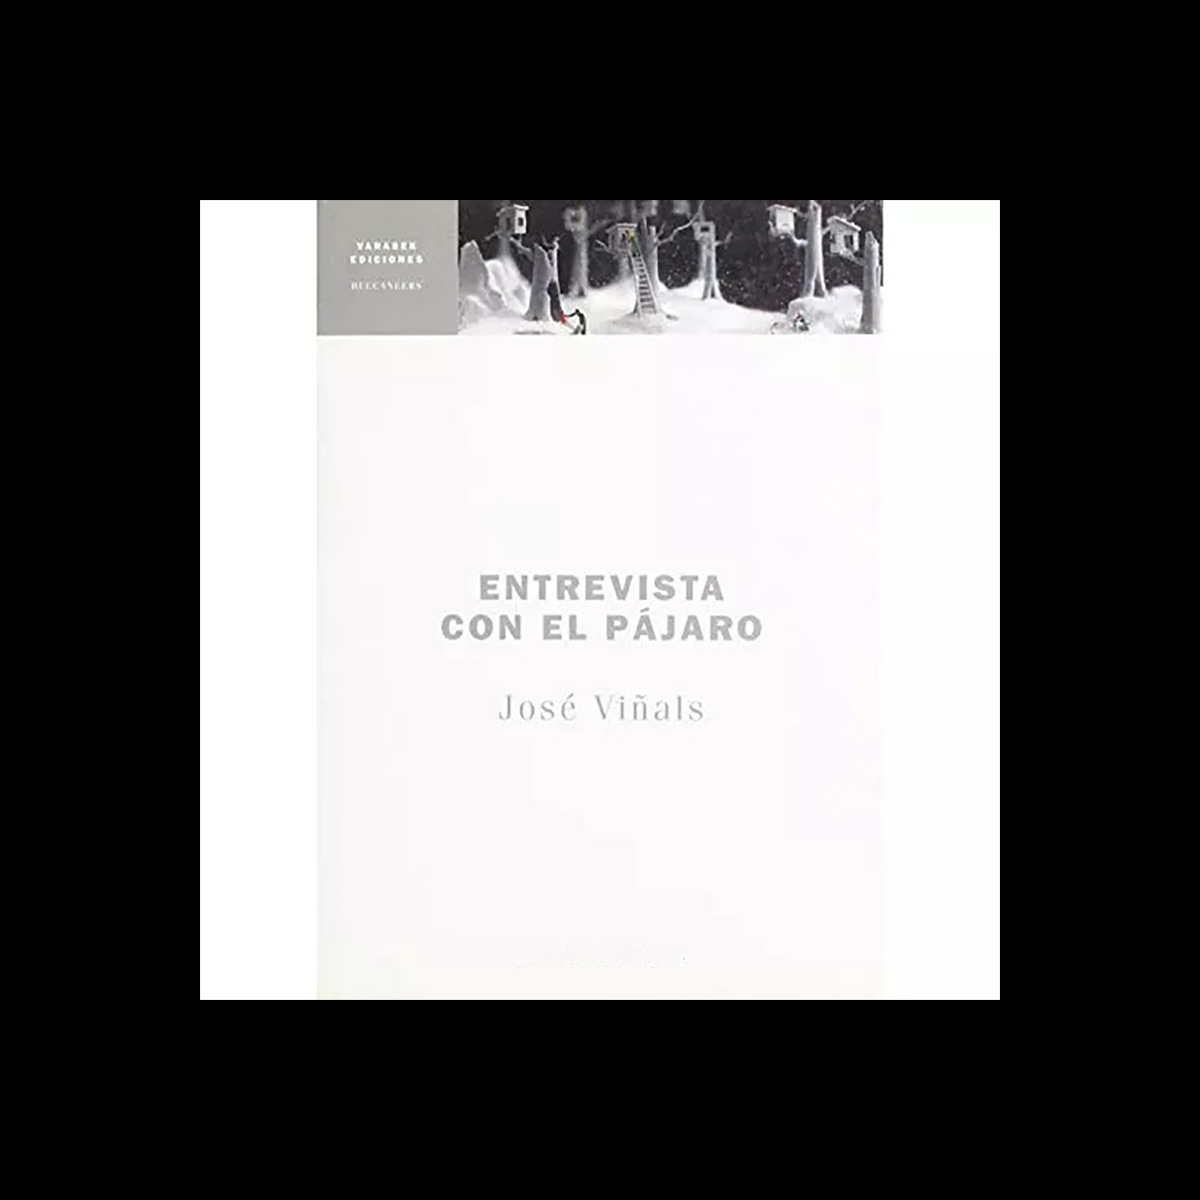 VARASEK
EDICIONES
BUCCANEERS
ENTREVISTA
CON EL PÁJARO
José Viñals